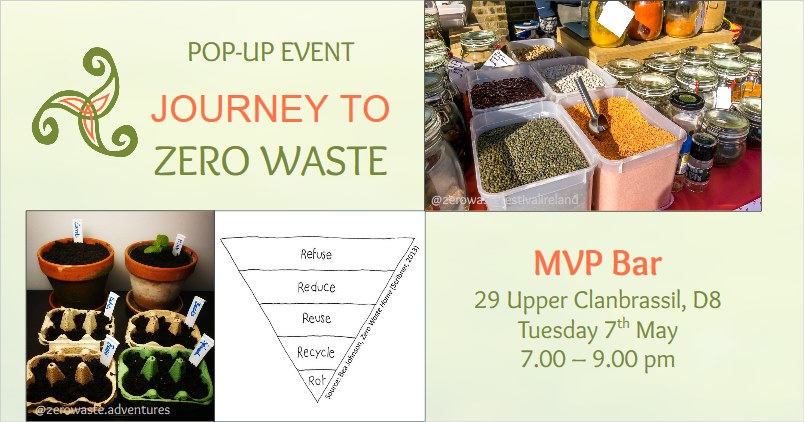 POP-UP EVENT
JOURNEY TO
ZERO WASTE
@zerowastefestivalireland
Refuse
Reduce
Reuse
Recycle
Rot
Source: Bea Johnson, Zero Waste Home (Scribner, 2013)
@zerowaste.adventures
MVP Bar
29 Upper Clanbrassil, D8
Tuesday 7th May
7.00 – 9.00 pm